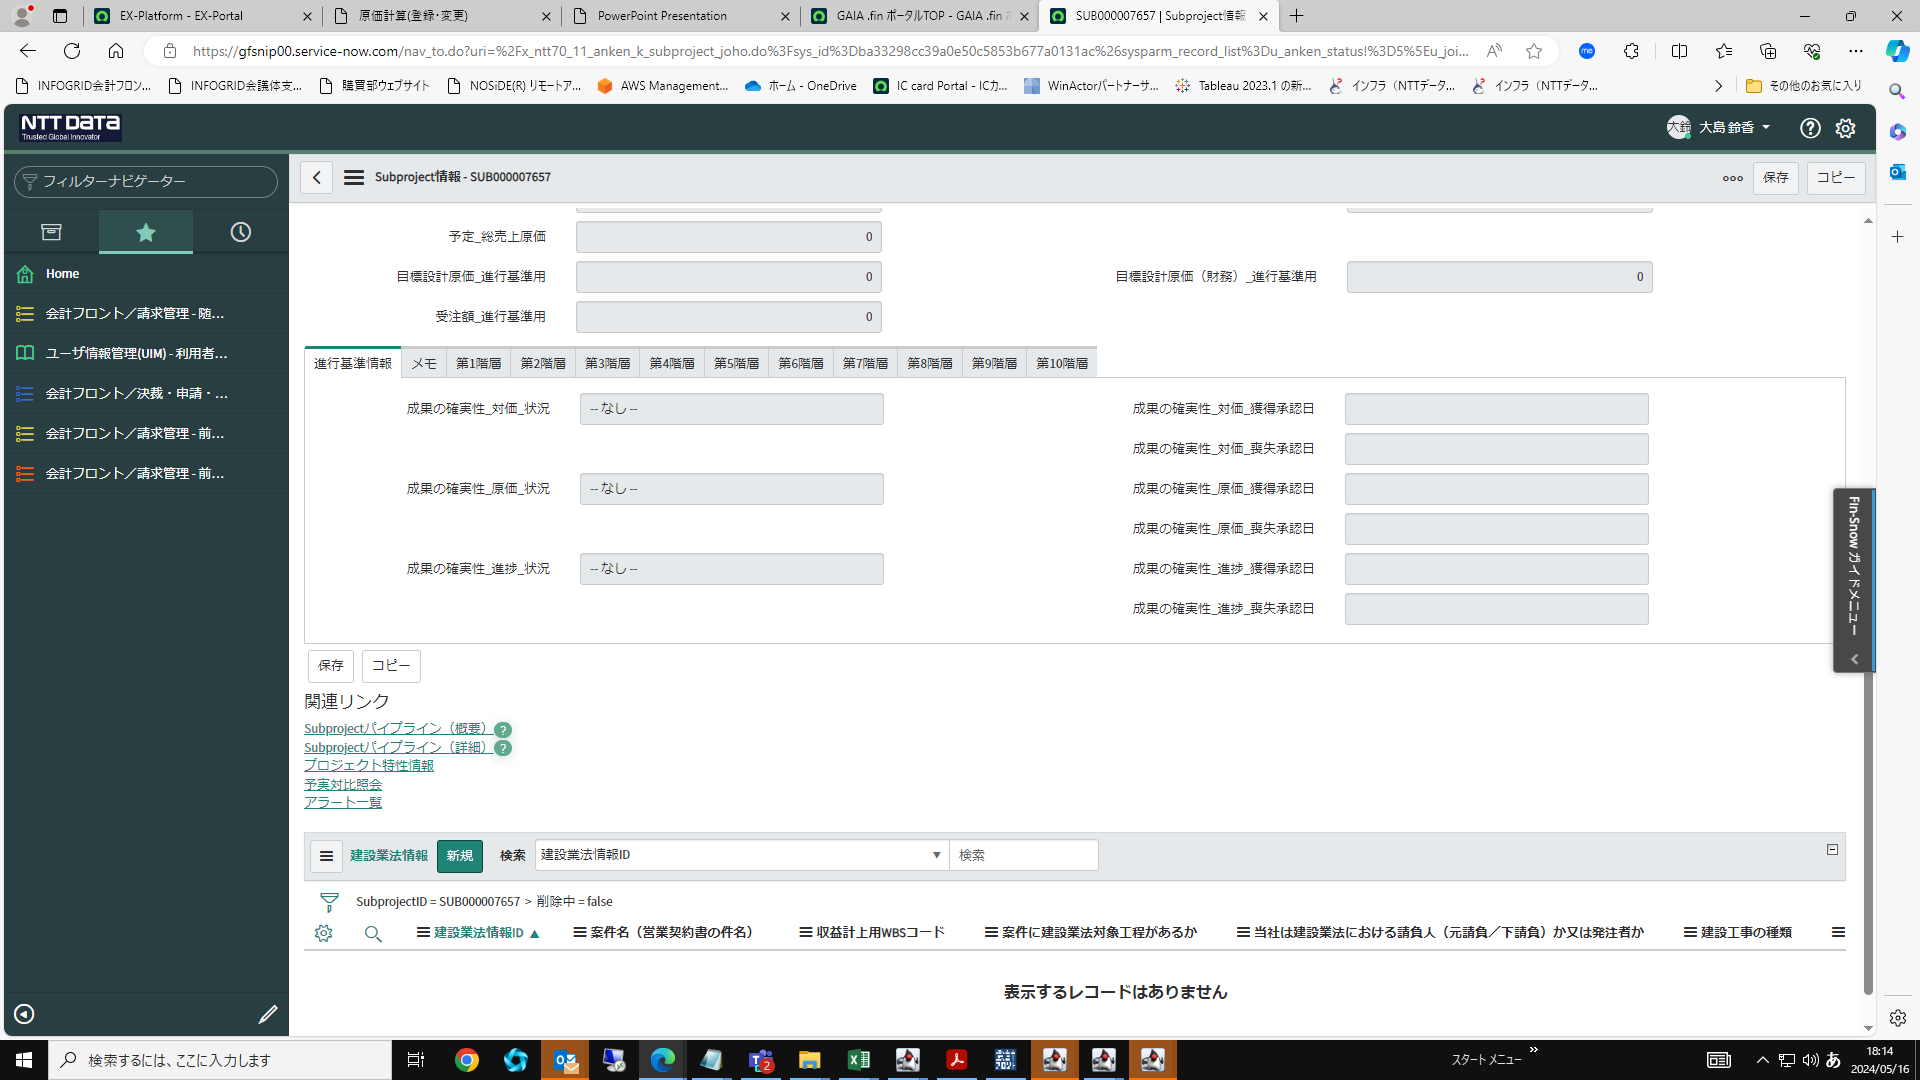 EX-Platform - EX-Portal
原価計算(登録・変更)
PowerPoint Presentation
GAIA .fin ポータルTOP - GAIA .fin ポ
SUB000007657 | Subproject情報
https://gfsnip00.service-now.com/nav_to.do?uri=%2Fx_ntt70_11_anken_k_subproject_joho.do%3Fsys_id%3Dba33298cc39a0e50c5853b677a0131ac%26sysparm_record_list%3Du_anken_status!%3D5%5Eu_joi...
INFOGRID会計フロン...
INFOGRID会議体支...
購買部ウェブサイト
NOSiDE(R) リモートア...
AWS Management...
ホーム - OneDrive
IC card Portal - ICカ...
WinActorパートナーサ...
Tableau 2023.1 の新...
インフラ（NTTデータ...
インフラ（NTTデータ...
その他のお気に入り
NTT DATA
Trusted Global Innovator
大鈴
大島 鈴香
フィルターナビゲーター
Subproject情報 - SUB000007657
保存
コピー
Home
会計フロント／請求管理 - 随...
ユーザ情報管理(UIM) - 利用者...
会計フロント／決裁・申請・...
会計フロント／請求管理 - 前...
会計フロント／請求管理 - 前...
予定_総売上原価
0
目標設計原価_進行基準用
0
目標設計原価（財務）_進行基準用
0
受注額_進行基準用
0
進行基準情報
メモ
第1階層
第2階層
第3階層
第4階層
第5階層
第6階層
第7階層
第8階層
第9階層
第10階層
成果の確実性_対価_状況
-- なし --
成果の確実性_対価_獲得承認日
成果の確実性_対価_喪失承認日
成果の確実性_原価_状況
-- なし --
成果の確実性_原価_獲得承認日
成果の確実性_原価_喪失承認日
成果の確実性_進捗_状況
-- なし --
成果の確実性_進捗_獲得承認日
成果の確実性_進捗_喪失承認日
Fin-Snow ガイドメニュー
保存
コピー
関連リンク
Subprojectパイプライン（概要）
?
Subprojectパイプライン（詳細）
?
プロジェクト特性情報
予実対比照会
アラート一覧
建設業法情報
新規
検索
建設業法情報ID
検索
SubprojectID = SUB000007657 > 削除中 = false
建設業法情報ID ▲
案件名（営業契約書の件名）
収益計上用WBSコード
案件に建設業法対象工程があるか
当社は建設業法における請負人（元請負／下請負）か又は発注者か
建設工事の種類
表示するレコードはありません
検索するには、ここに入力します
スタート メニュー
あ
18:14
2024/05/16